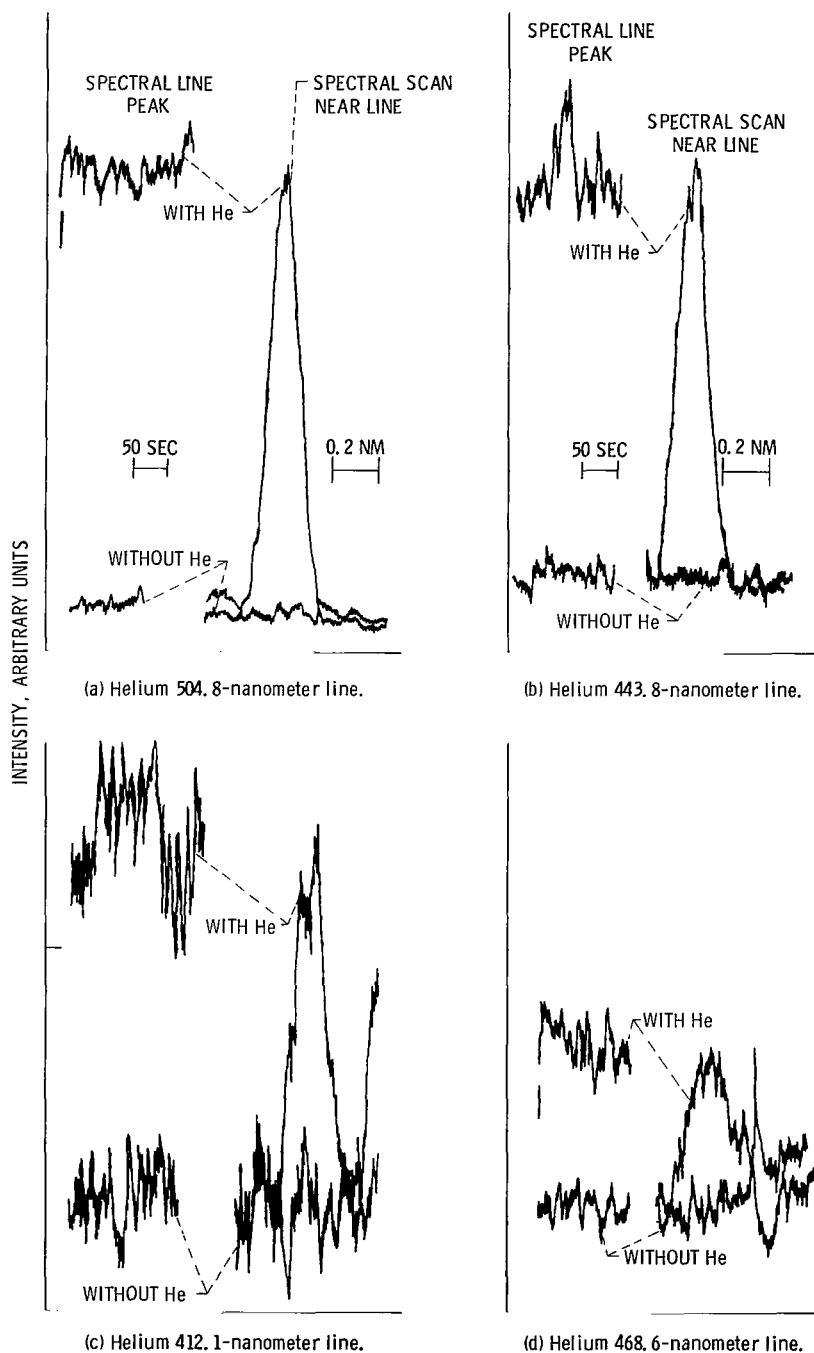 INTENSITY, ARBITRARY UNITS
SPECTRAL LINE
PEAK
SPECTRAL SCAN
NEAR LINE
WITH He
50 SEC
0.2 NM
WITHOUT He
(a) Helium 504.8-nanometer line.
SPECTRAL LINE
PEAK
SPECTRAL SCAN
NEAR LINE
WITH He
50 SEC
0.2 NM
WITHOUT He
(b) Helium 443.8-nanometer line.
WITH He
WITHOUT He
(c) Helium 412.1-nanometer line.
WITH He
WITHOUT He
(d) Helium 468.6-nanometer line.